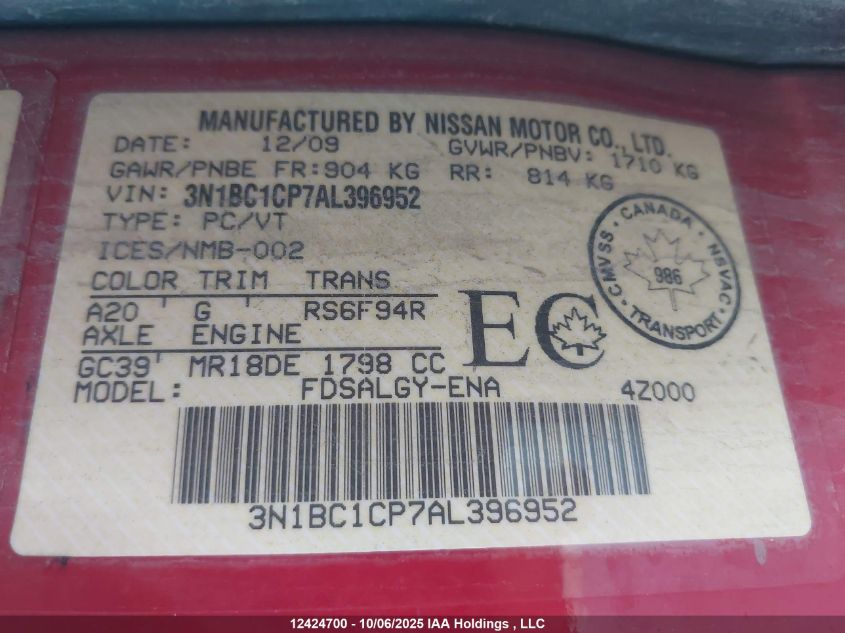 MANUFACTURED BY NISSAN MOTOR CO., LTD.
DATE: 12/09 GVWR/PNBV: 1710 KG
GAWR/PNBE FR:904 KG RR: 814 KG
VIN: 3N1BC1CP7AL396952
TYPE: PC/VT
ICES/NMB-002
COLOR TRIM TRANS
A20 ' G ' RS6F94R
AXLE ENGINE
GC39' MR18DE 1798 CC
MODEL: FDSALGY-ENA 4Z000
EC
CANADA
CMVSS · NSVAC
986
TRANSPORT
3N1BC1CP7AL396952
12424700 - 10/06/2025 IAA Holdings , LLC